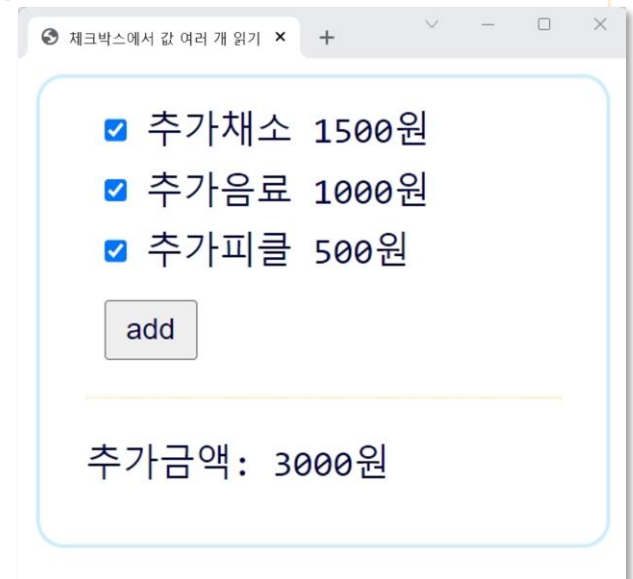 체크박스에서 값 여러 개 읽기
추가채소 1500원
추가음료 1000원
추가피클 500원
add
추가금액: 3000원